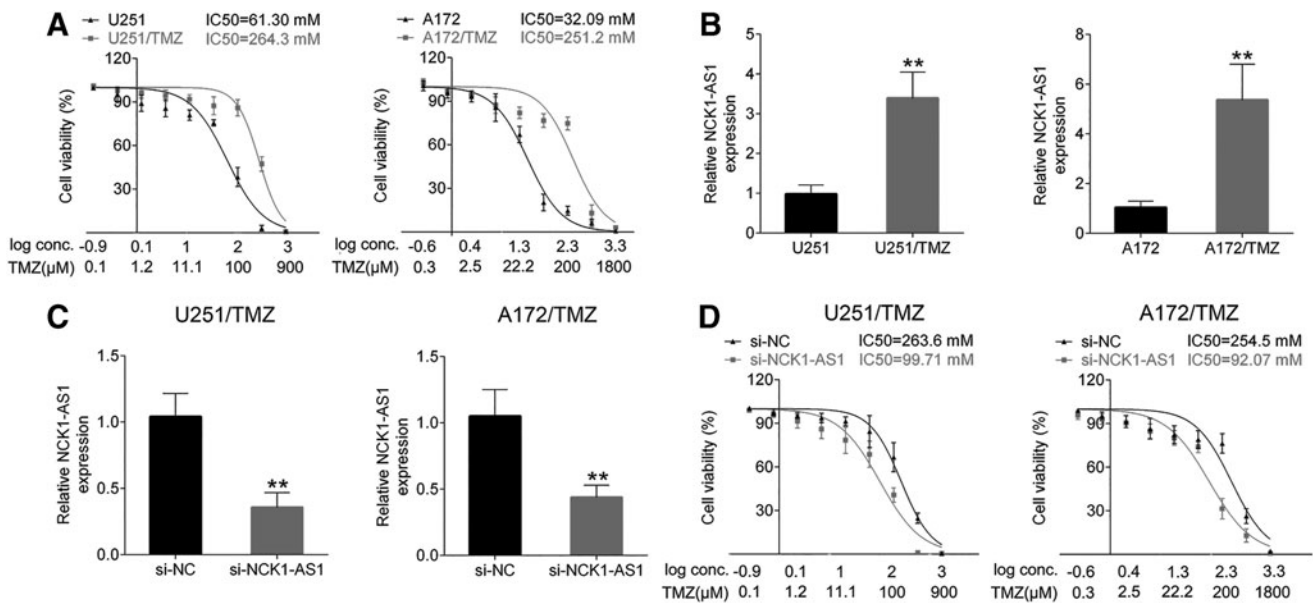 A
U251 IC50=61.30 mM
U251/TMZ IC50=264.3 mM
Cell viability (%)
120
90
60
30
log conc. -0.9 0.1 1 2 3
TMZ(μM) 0.1 1.2 11.1 100 900
A172 IC50=32.09 mM
A172/TMZ IC50=251.2 mM
Cell viability (%)
120
90
60
30
log conc. -0.6 0.4 1.3 2.3 3.3
TMZ(μM) 0.3 2.5 22.2 200 1800
B
Relative NCK1-AS1
expression
5
4
3
2
1
0
**
U251 U251/TMZ
Relative NCK1-AS1
expression
8
6
4
2
0
**
A172 A172/TMZ
C
U251/TMZ
Relative NCK1-AS1
expression
1.5
1.0
0.5
0.0
**
si-NC si-NCK1-AS1
A172/TMZ
Relative NCK1-AS1
expression
1.5
1.0
0.5
0.0
**
si-NC si-NCK1-AS1
D
U251/TMZ
si-NC IC50=263.6 mM
si-NCK1-AS1 IC50=99.71 mM
Cell viability (%)
120
90
60
30
log conc. -0.9 0.1 1 2 3
TMZ(μM) 0.1 1.2 11.1 100 900
A172/TMZ
si-NC IC50=254.5 mM
si-NCK1-AS1 IC50=92.07 mM
Cell viability (%)
120
90
60
30
log conc. -0.6 0.4 1.3 2.3 3.3
TMZ(μM) 0.3 2.5 22.2 200 1800